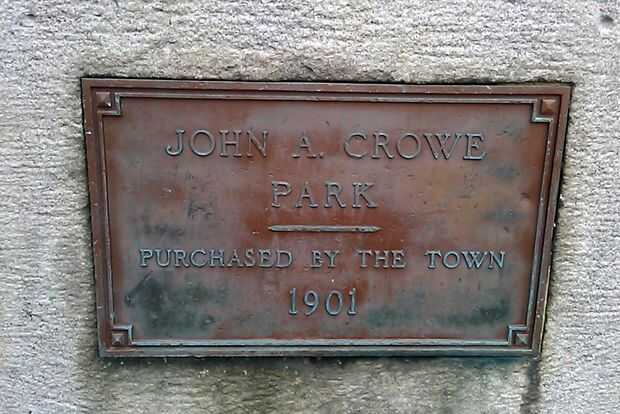 JOHN A. CROWE
PARK
PURCHASED BY THE TOWN
1901